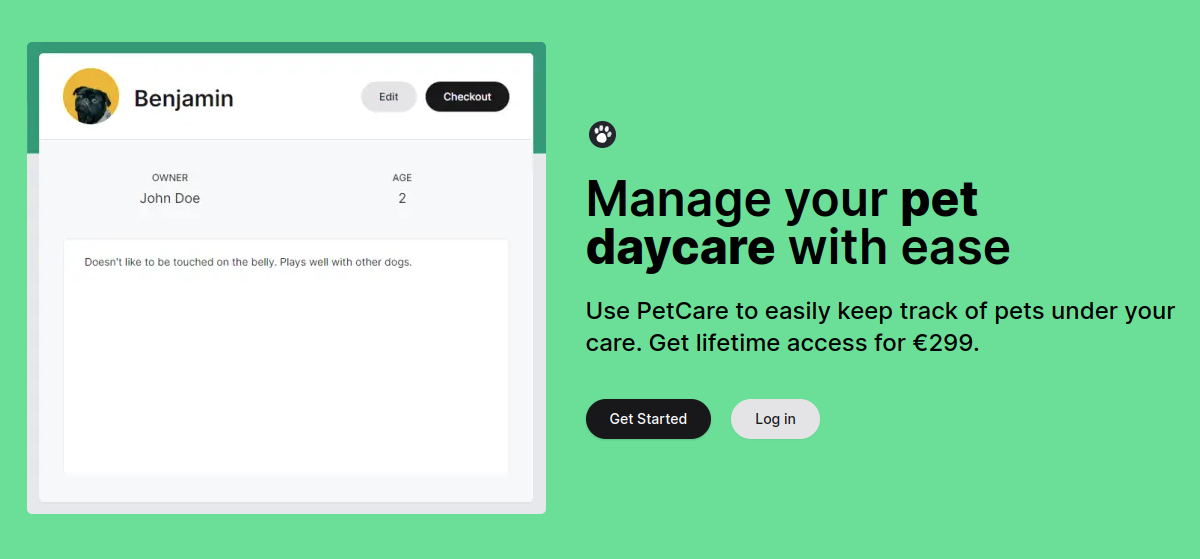 Benjamin
Edit
Checkout
OWNER
John Doe
AGE
2
Doesn't like to be touched on the belly. Plays well with other dogs.
Manage your pet
daycare with ease
Use PetCare to easily keep track of pets under your
care. Get lifetime access for €299.
Get Started
Log in